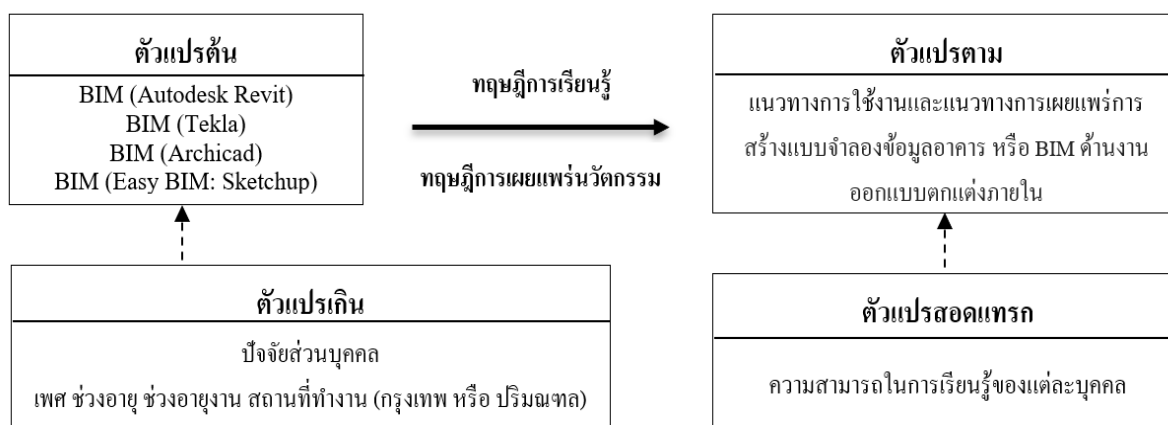 ตัวแปรต้น
BIM (Autodesk Revit)
BIM (Tekla)
BIM (Archicad)
BIM (Easy BIM: Sketchup)
ทฤษฎีการเรียนรู้
ทฤษฎีการเผยแพร่นวัตกรรม
ตัวแปรตาม
แนวทางการใช้งานและแนวทางการเผยแพร่การ
สร้างแบบจำลองข้อมูลอาคาร หรือ BIM ด้านงาน
ออกแบบตกแต่งภายใน
ตัวแปรเกิน
ปัจจัยส่วนบุคคล
เพศ ช่วงอายุ ช่วงอายุงาน สถานที่ทำงาน (กรุงเทพ หรือ ปริมณฑล)
ตัวแปรสอดแทรก
ความสามารถในการเรียนรู้ของแต่ละบุคคล